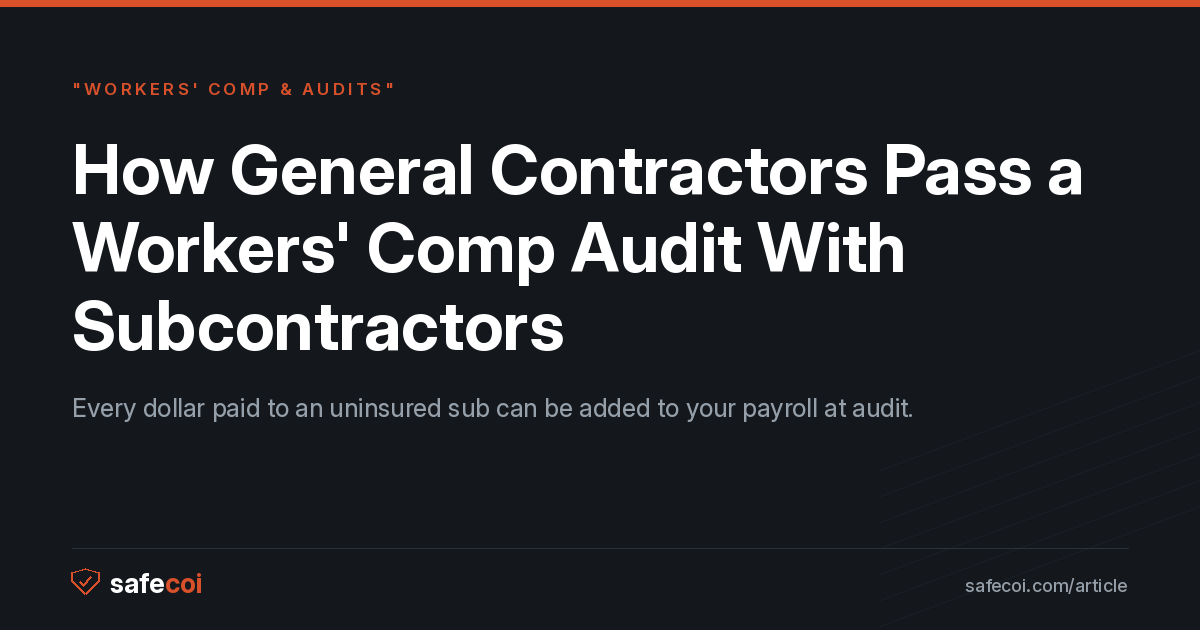 "WORKERS' COMP & AUDITS"
How General Contractors Pass a
Workers' Comp Audit With
Subcontractors
Every dollar paid to an uninsured sub can be added to your payroll at audit.
safecoi
safecoi.com/article